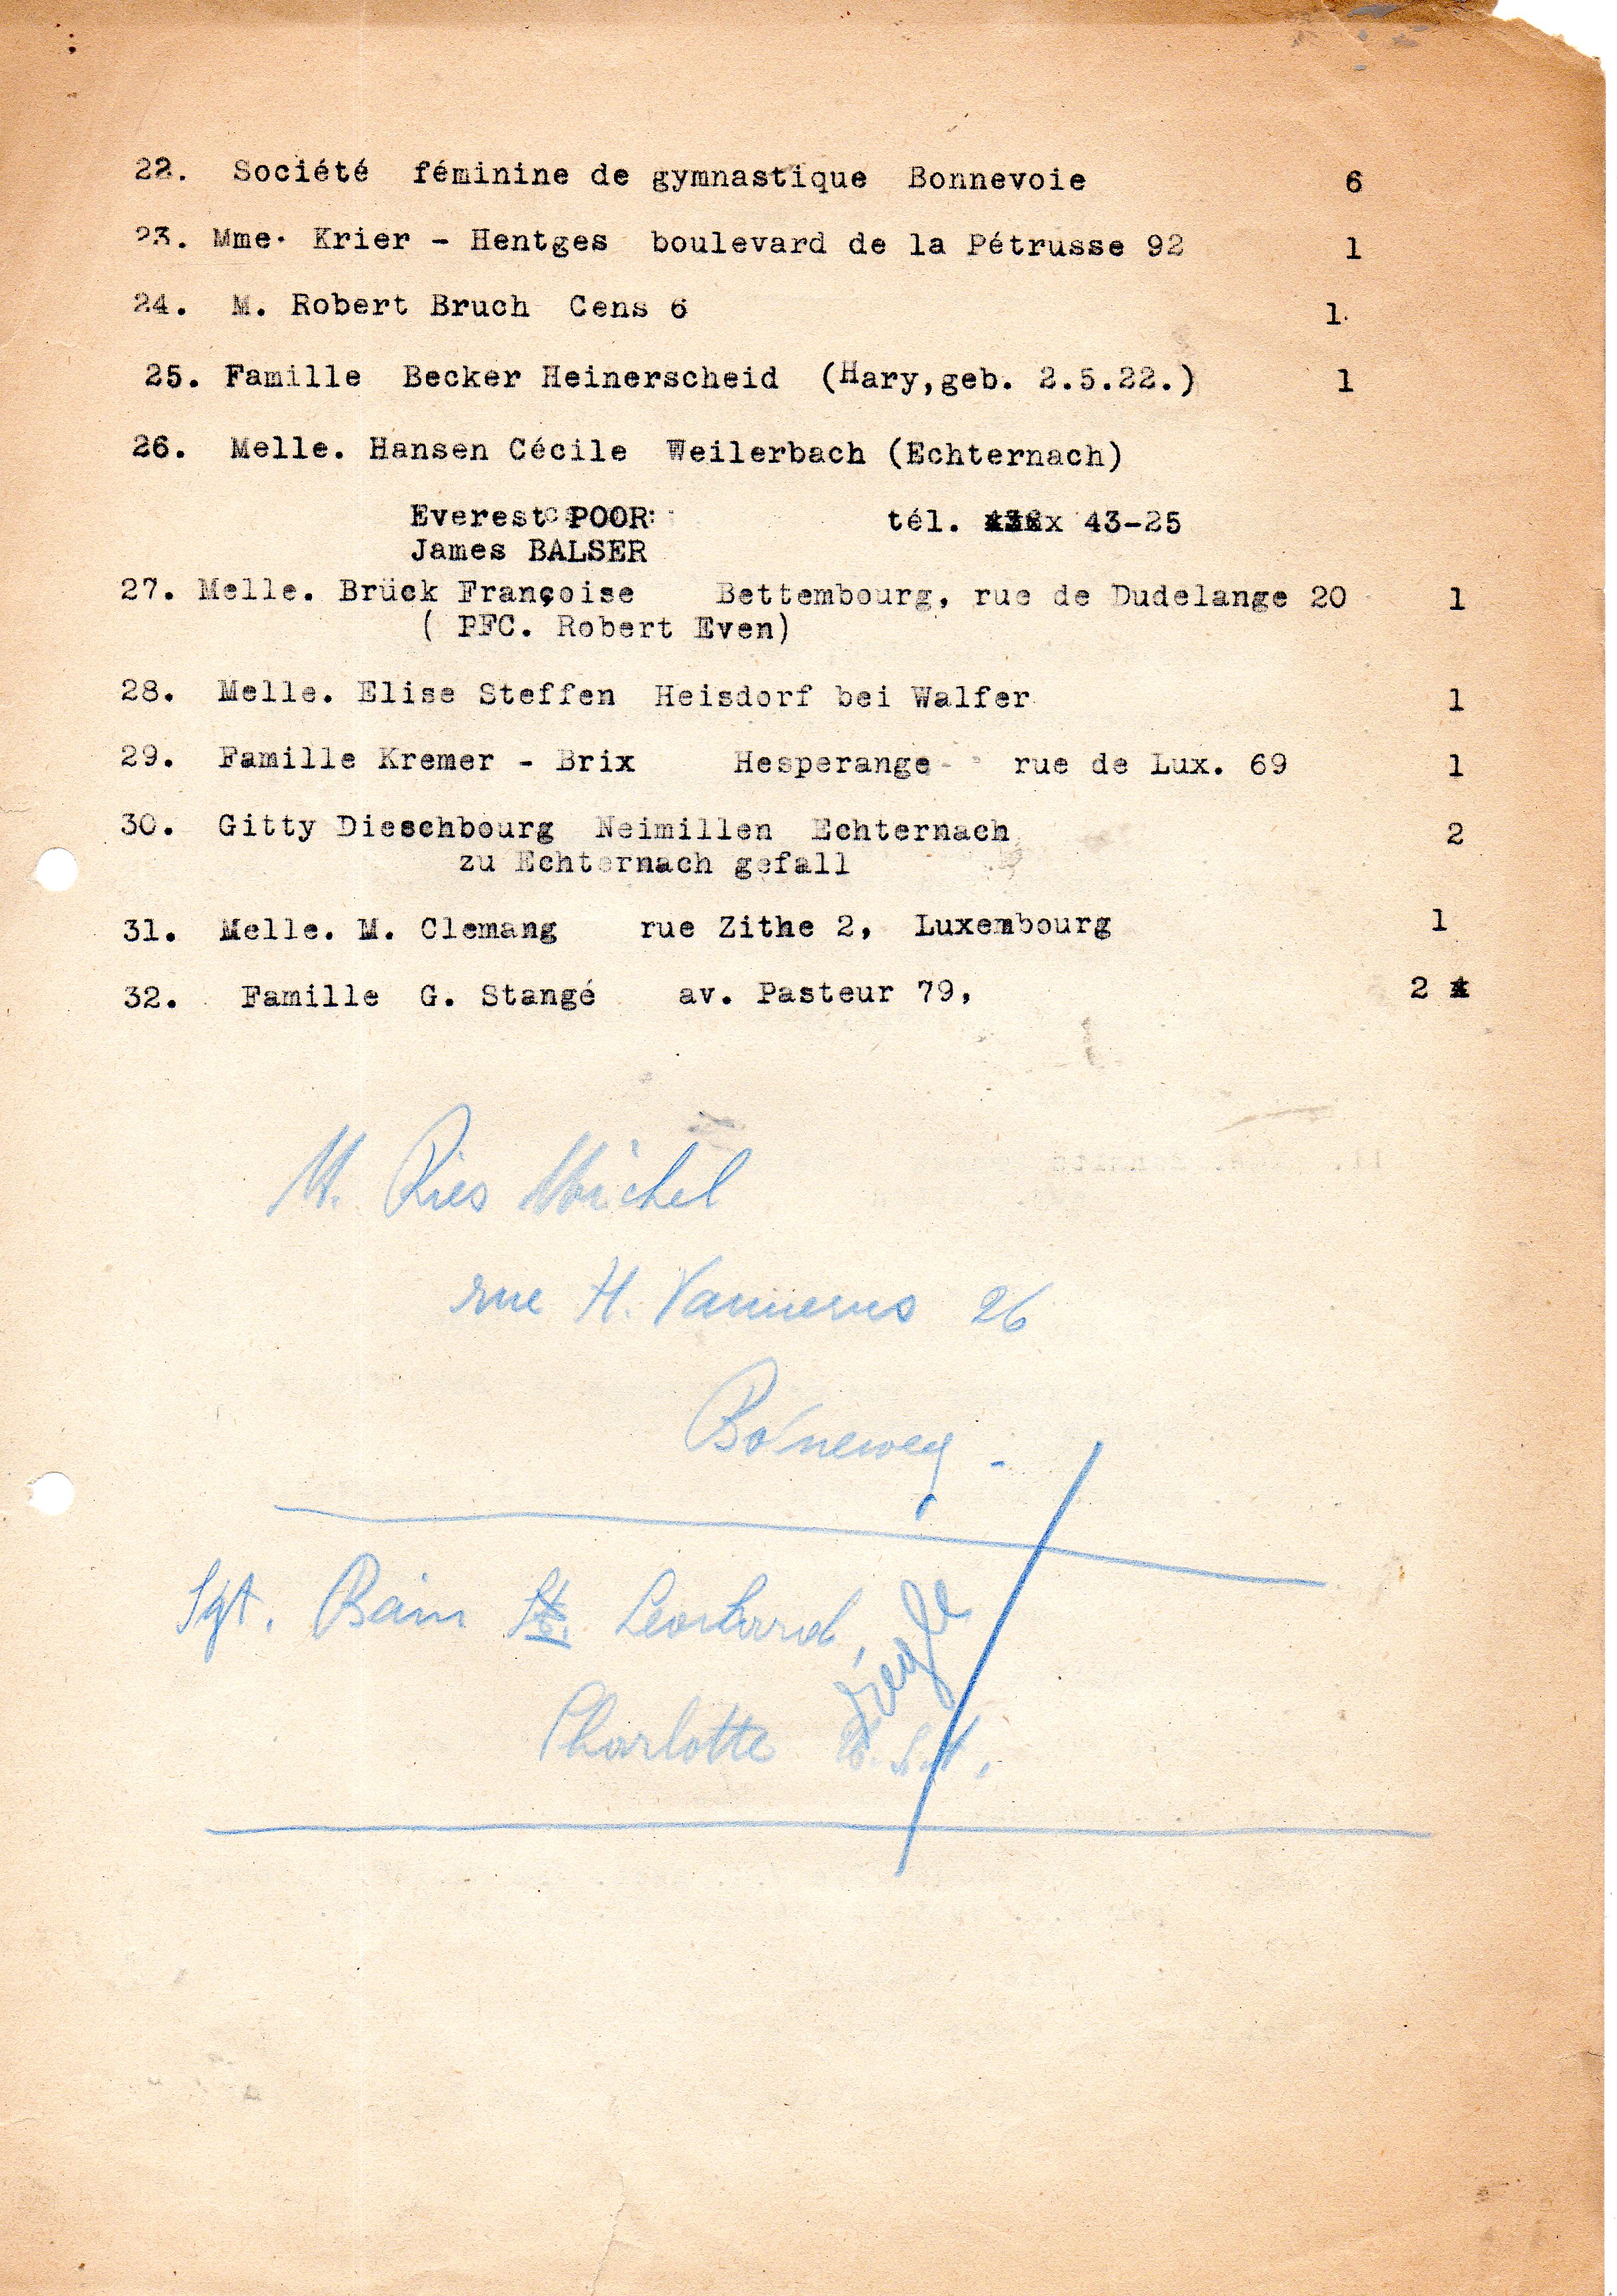 22. Société féminine de gymnastique Bonnevoie 6
23. Mme. Krier - Hentges boulevard de la Pétrusse 92 1
24. M. Robert Bruch Cens 6 1.
25. Famille Becker Heinerscheid (Hary,geb. 2.5.22.) 1
26. Melle. Hansen Cécile Weilerbach (Echternach)
Everest POOR tél. 43-25
James BALSER
27. Melle. Brück Françoise Bettembourg, rue de Dudelange 20 1
( PFC. Robert Even)
28. Melle. Elise Steffen Heisdorf bei Walfer 1
29. Famille Kremer - Brix Hesperange rue de Lux. 69 1
30. Gitty Dieschbourg Neimillen Echternach 2
zu Echternach gefall
31. Melle. M. Clemang rue Zithe 2, Luxembourg 1
32. Famille G. Stangé av. Pasteur 79, 2
M. Ries Michel
rue H. Vannerus 26
Bonneweg -
Sgt. Bain Leonhard,
Charlotte